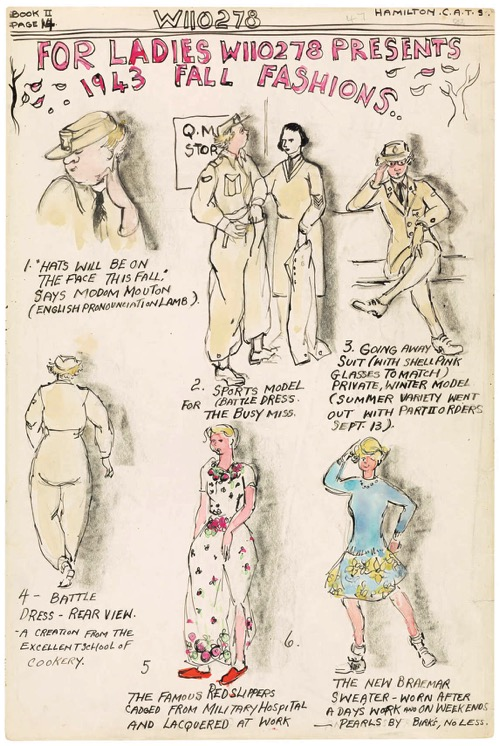 BOOK II
PAGE 14.
W110278
47
HAMILTON . C.A.T.S.
FOR LADIES W110278 PRESENTS
1943 FALL FASHIONS..
Q.M.
STOR
1. "HATS WILL BE ON
THE FACE THIS FALL"
SAYS MODOM MOUTON
(ENGLISH PRONOUNCIATION LAMB).
2. SPORTS MODEL
FOR (BATTLE DRESS.
THE BUSY MISS.
3. GOING AWAY
SUIT (WITH SHELL PINK
GLASSES TO MATCH)
PRIVATE, WINTER MODEL
(SUMMER VARIETY WENT
OUT WITH PART II ORDERS
SEPT. 13).
4 - BATTLE
DRESS - REAR VIEW.
- A CREATION FROM THE
EXCELLENT SCHOOL OF
COOKERY.
5
THE FAMOUS RED SLIPPERS
CADGED FROM MILITARY HOSPITAL
AND LACQUERED AT WORK
6.
THE NEW BRAEMAR
SWEATER - WORN AFTER
A DAYS WORK AND ON WEEKENDS
PEARLS BY BIRKS, NO LESS.